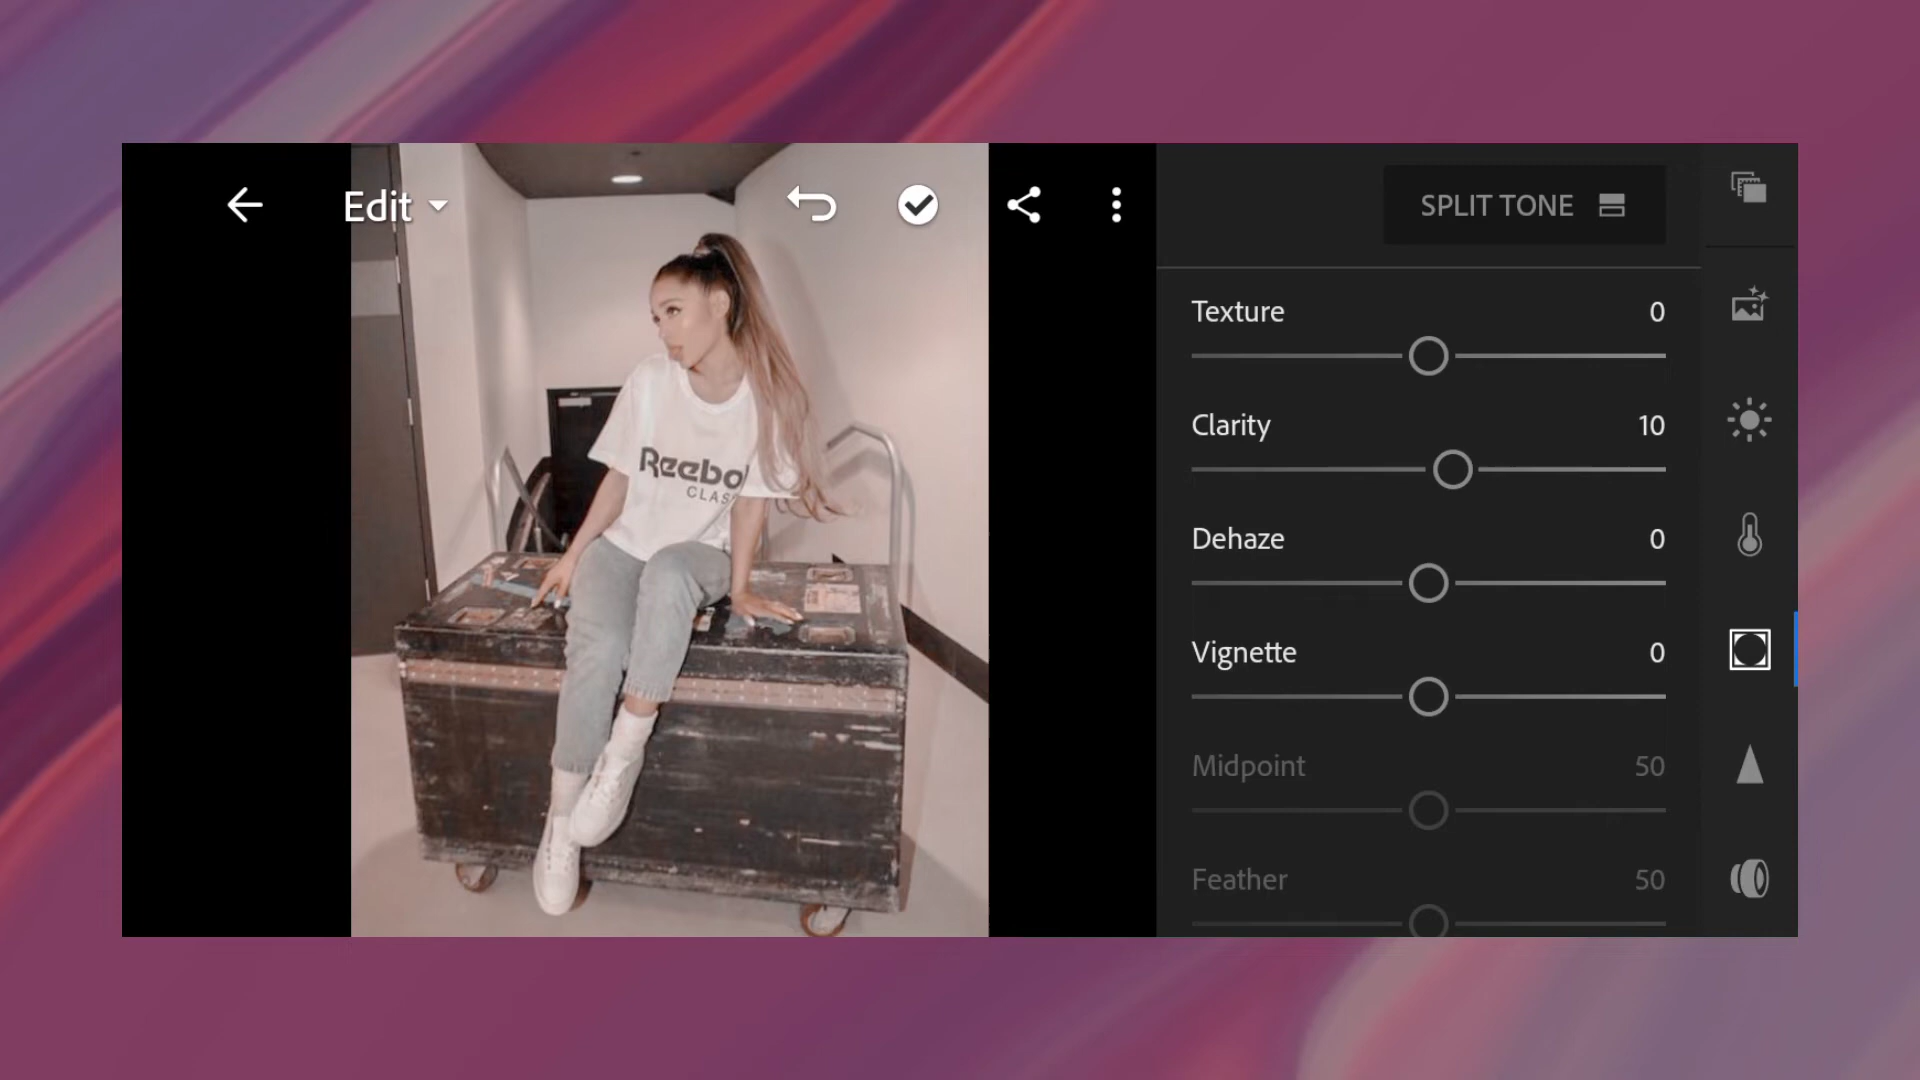 Edit
SPLIT TONE
Texture 0
Clarity 10
Dehaze 0
Vignette 0
Midpoint 50
Feather 50
Reebo
CLAS